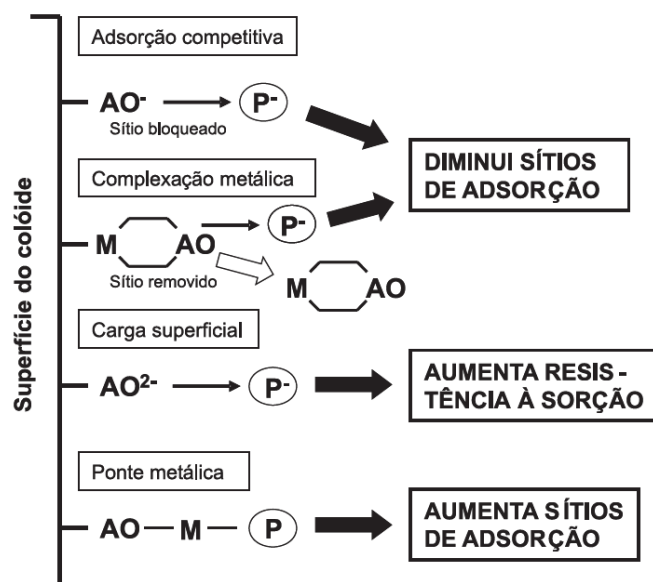 Superfície do colóide
Adsorção competitiva
AO- P-
Sítio bloqueado
DIMINUI SÍTIOS
DE ADSORÇÃO
Complexação metálica
M AO P-
Sítio removido
M AO
Carga superficial
AO2- P-
AUMENTA RESIS -
TÊNCIA À SORÇÃO
Ponte metálica
AO — M — P
AUMENTA SÍTIOS
DE ADSORÇÃO